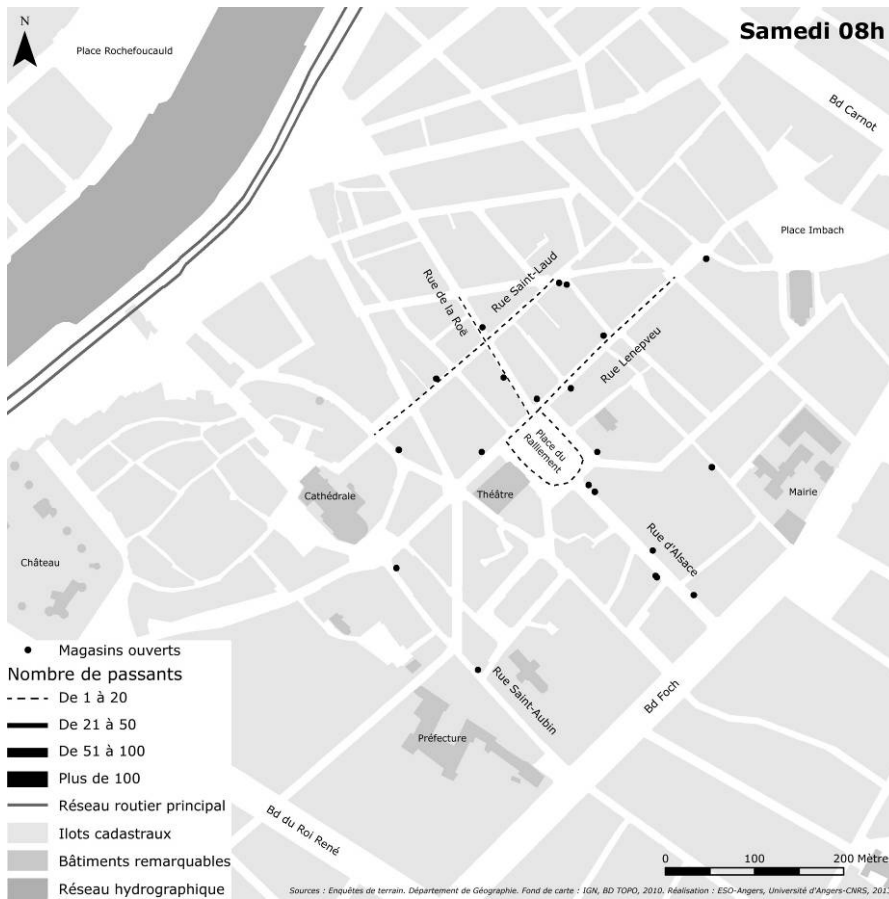 Samedi 08h
N
Place Rochefoucauld
Bd Carnot
Place Imbach
Rue Saint-Laud
Rue de la Roë
Rue Lenepveu
Place du
Ralliement
Cathédrale
Théâtre
Mairie
Château
Rue d'Alsace
Rue Saint-Aubin
Bd Foch
Préfecture
Bd du Roi René
Magasins ouverts
Nombre de passants
De 1 à 20
De 21 à 50
De 51 à 100
Plus de 100
Réseau routier principal
Ilots cadastraux
Bâtiments remarquables
Réseau hydrographique
0 100 200 Mètre
Sources : Enquêtes de terrain. Département de Géographie. Fond de carte : IGN, BD TOPO, 2010. Réalisation : ESO-Angers, Université d'Angers-CNRS, 201